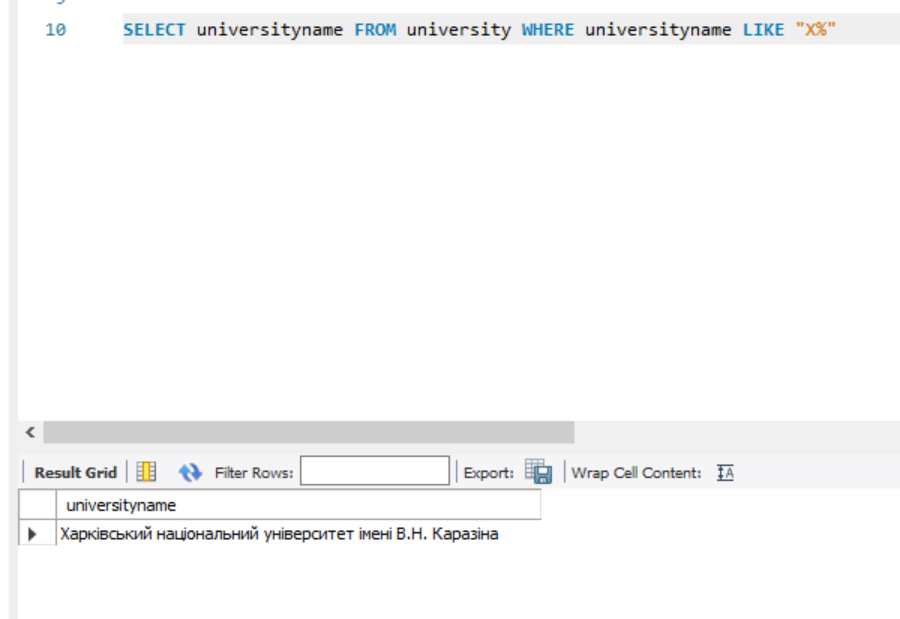 10 SELECT universityname FROM university WHERE universityname LIKE "Х%"
Result Grid Filter Rows: Export: Wrap Cell Content:
universityname
Харківський національний університет імені В.Н. Каразіна